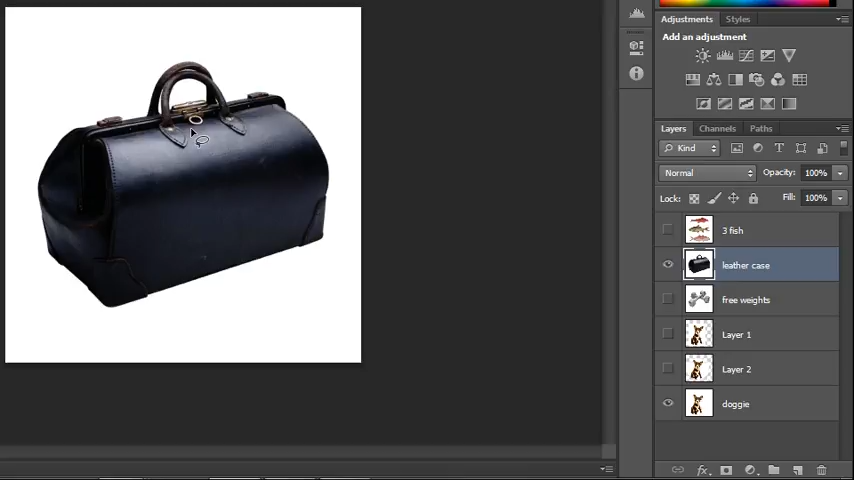 Adjustments Styles
Add an adjustment
Layers Channels Paths
Kind
Normal Opacity: 100%
Lock: Fill: 100%
3 fish
leather case
free weights
Layer 1
Layer 2
doggie
fx